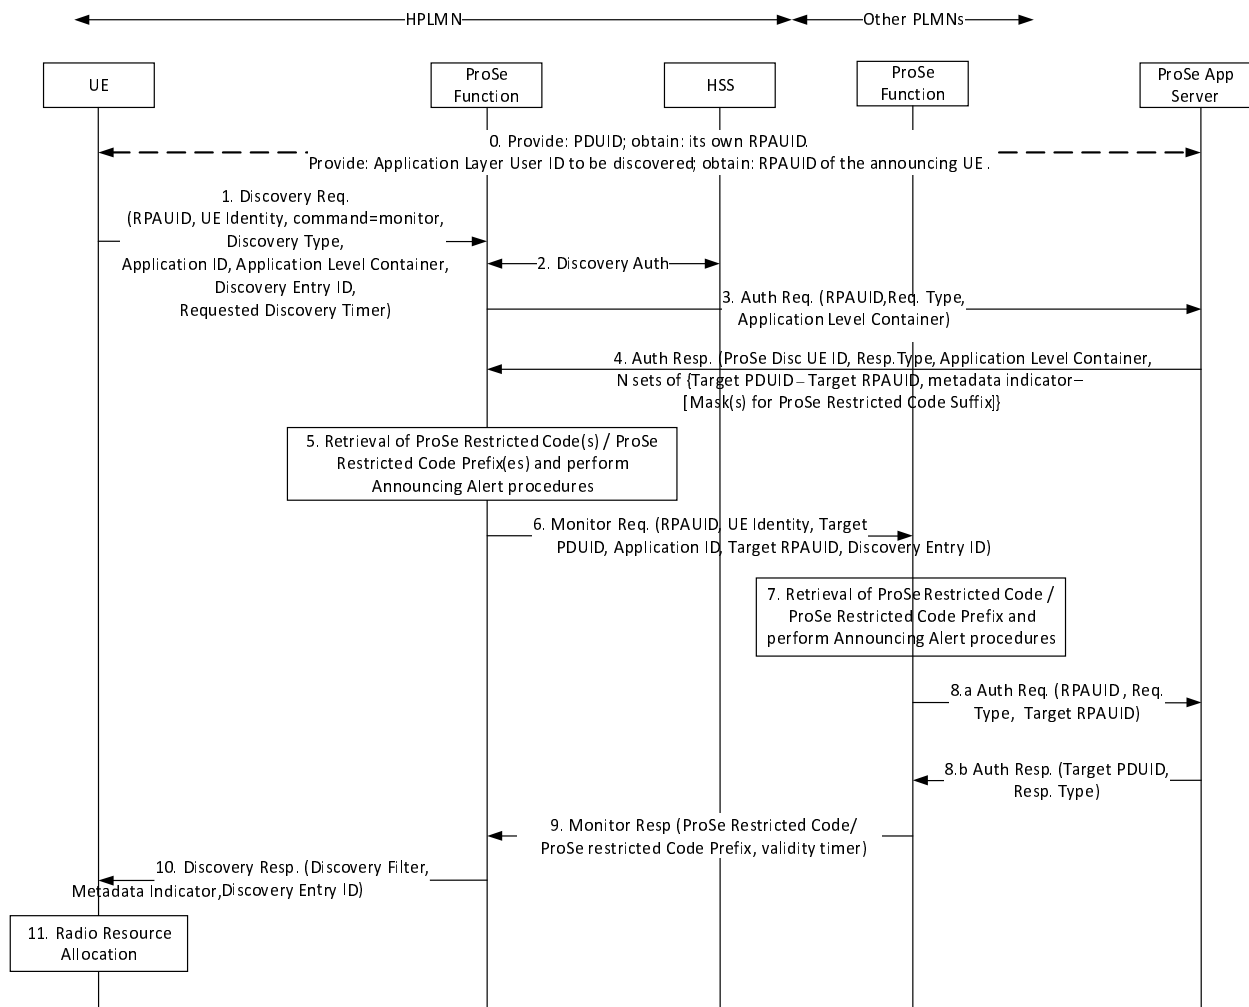 HPLMN
Other PLMNs
UE
ProSe
Function
HSS
ProSe
Function
ProSe App
Server
0. Provide: PDUID; obtain: its own RPAUID.
Provide: Application Layer User ID to be discovered; obtain: RPAUID of the announcing UE .
1. Discovery Req.
(RPAUID, UE Identity, command=monitor,
Discovery Type,
Application ID, Application Level Container,
Discovery Entry ID,
Requested Discovery Timer)
2. Discovery Auth
3. Auth Req. (RPAUID,Req. Type,
Application Level Container)
4. Auth Resp. (ProSe Disc UE ID, Resp.Type, Application Level Container,
N sets of {Target PDUID – Target RPAUID, metadata indicator–
[Mask(s) for ProSe Restricted Code Suffix]}
5. Retrieval of ProSe Restricted Code(s) / ProSe
Restricted Code Prefix(es) and perform
Announcing Alert procedures
6. Monitor Req. (RPAUID, UE Identity, Target
PDUID, Application ID, Target RPAUID, Discovery Entry ID)
7. Retrieval of ProSe Restricted Code /
ProSe Restricted Code Prefix and
perform Announcing Alert procedures
8.a Auth Req. (RPAUID , Req.
Type, Target RPAUID)
8.b Auth Resp. (Target PDUID,
Resp. Type)
9. Monitor Resp (ProSe Restricted Code/
ProSe restricted Code Prefix, validity timer)
10. Discovery Resp. (Discovery Filter,
Metadata Indicator,Discovery Entry ID)
11. Radio Resource
Allocation